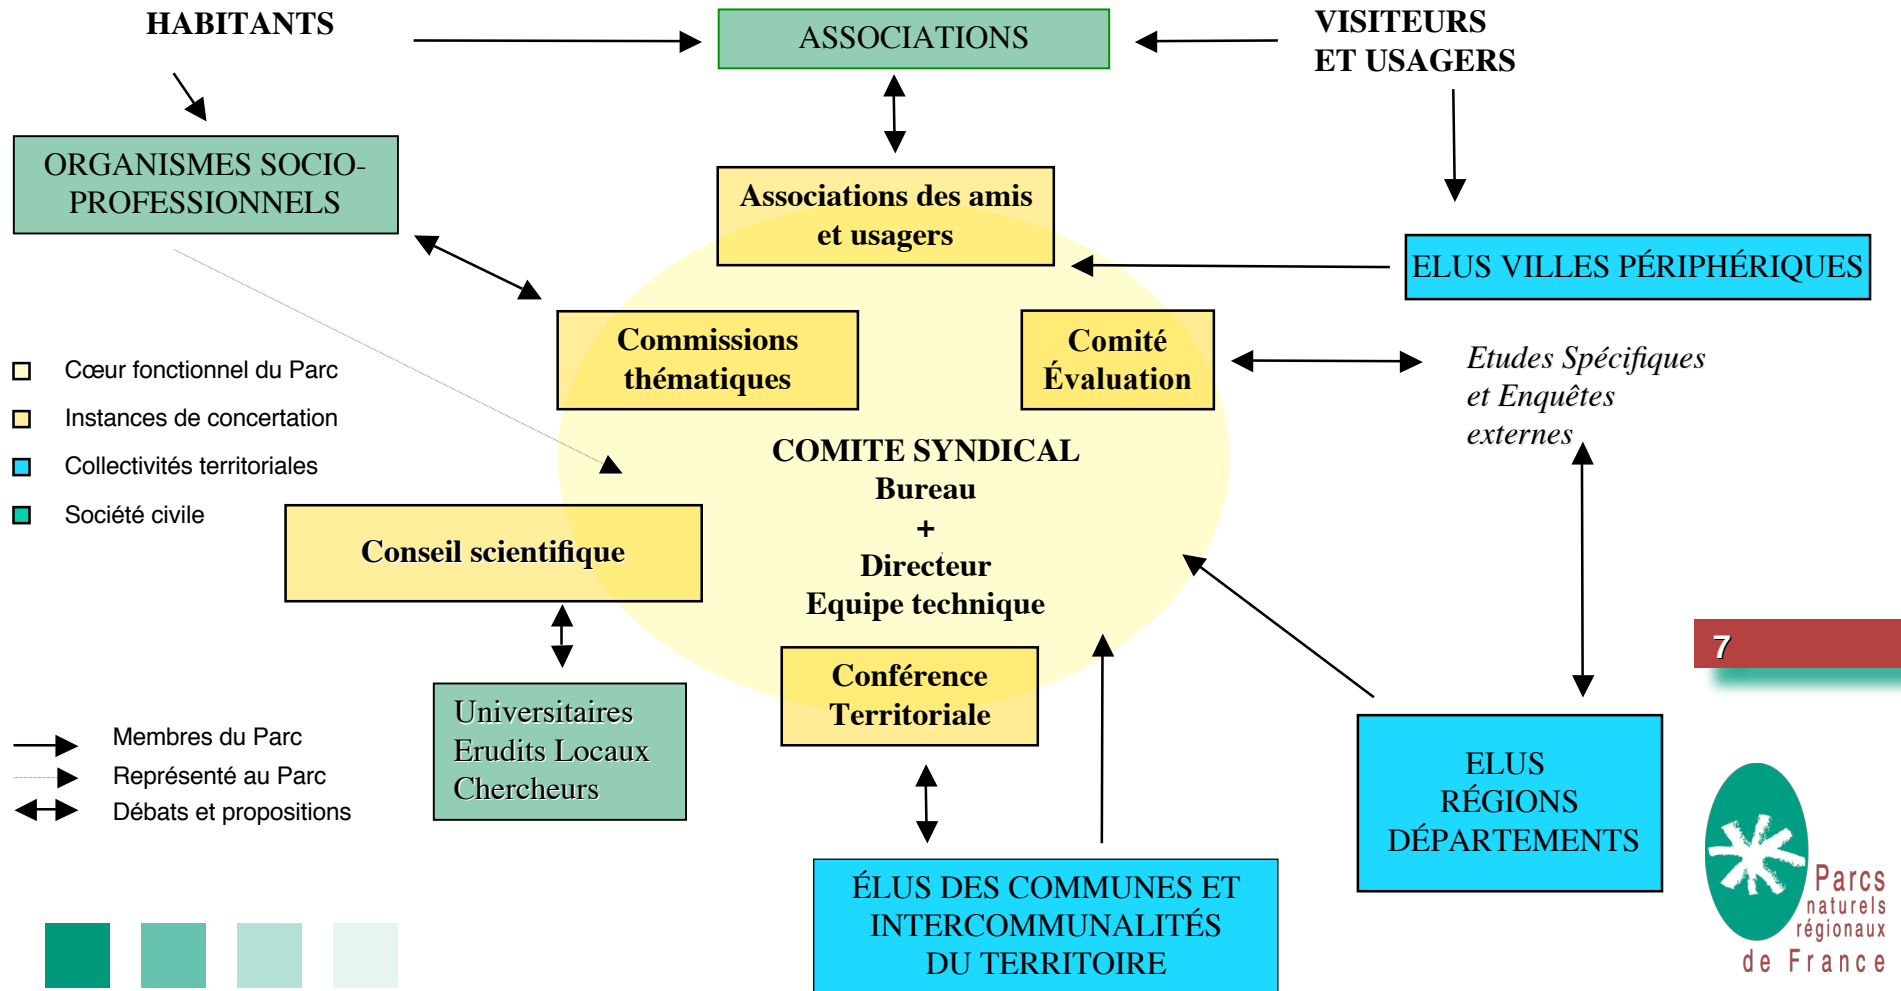 HABITANTS
ASSOCIATIONS
VISITEURS
ET USAGERS
ORGANISMES SOCIO-
PROFESSIONNELS
Associations des amis
et usagers
ELUS VILLES PÉRIPHÉRIQUES
Commissions
thématiques
Comité
Évaluation
Etudes Spécifiques
et Enquêtes
externes
Cœur fonctionnel du Parc
Instances de concertation
Collectivités territoriales
Société civile
COMITE SYNDICAL
Bureau
+
Directeur
Equipe technique
Conseil scientifique
Conférence
Territoriale
7
Universitaires
Erudits Locaux
Chercheurs
Membres du Parc
Représenté au Parc
Débats et propositions
ELUS
RÉGIONS
DÉPARTEMENTS
ÉLUS DES COMMUNES ET
INTERCOMMUNALITÉS
DU TERRITOIRE
Parcs
naturels
régionaux
de France